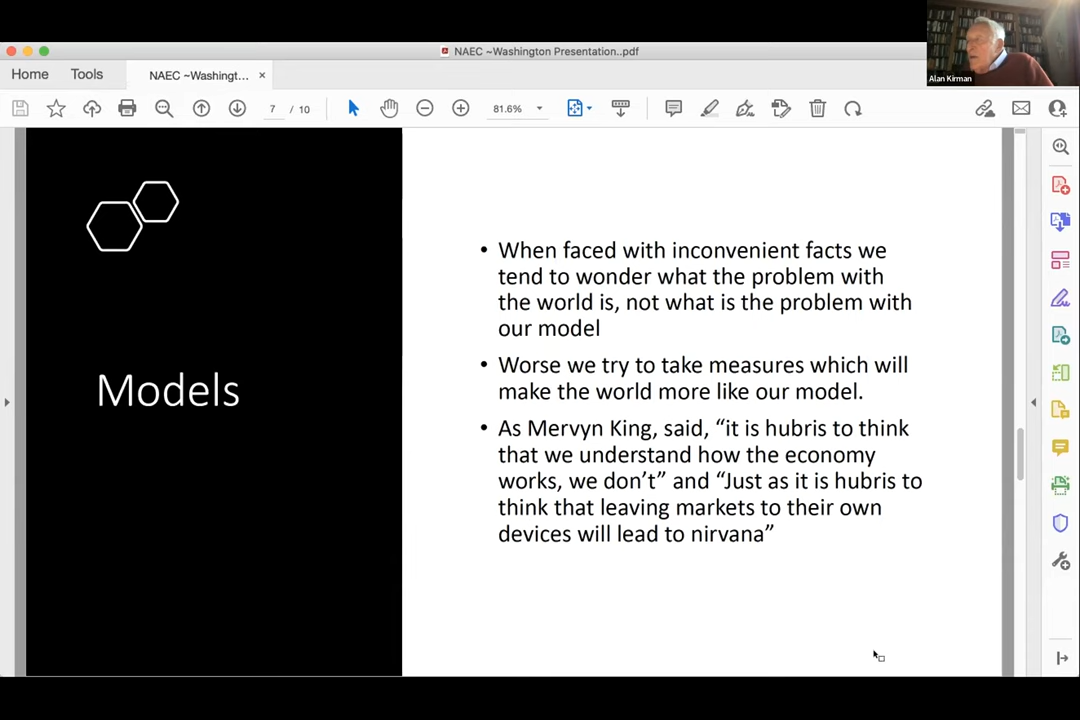 NAEC ~Washington Presentation..pdf
Alan Kirman
Home
Tools
NAEC ~Washingt...
7 / 10
81.6%
Models
• When faced with inconvenient facts we
tend to wonder what the problem with
the world is, not what is the problem with
our model
• Worse we try to take measures which will
make the world more like our model.
• As Mervyn King, said, “it is hubris to think
that we understand how the economy
works, we don’t” and “Just as it is hubris to
think that leaving markets to their own
devices will lead to nirvana”